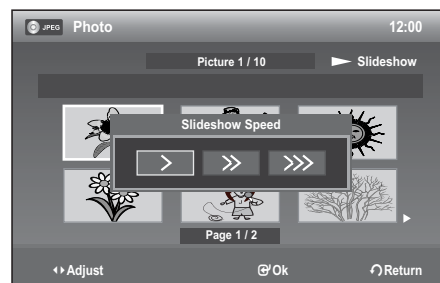 JPEG Photo 12:00
Picture 1 / 10 Slideshow
Slideshow Speed
Page 1 / 2
Adjust Ok Return